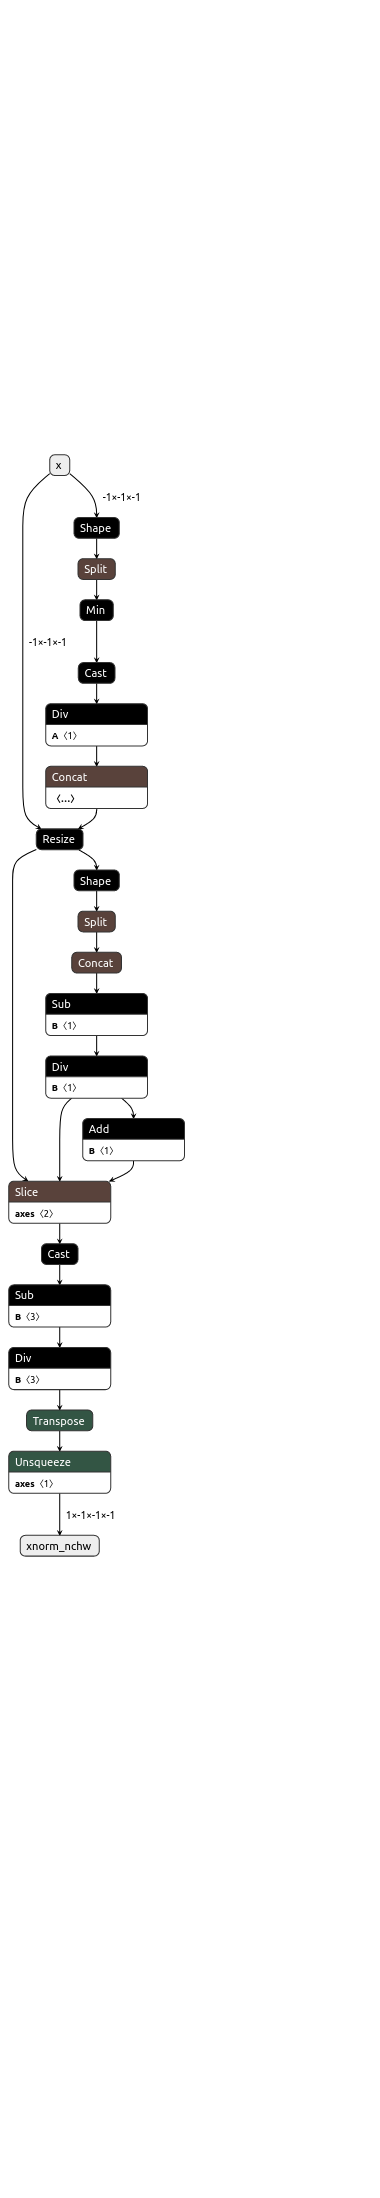 x
-1×-1×-1
Shape
Split
Min
-1×-1×-1
Cast
Div
A 〈1〉
Concat
〈…〉
Resize
Shape
Split
Concat
Sub
B 〈1〉
Div
B 〈1〉
Add
B 〈1〉
Slice
axes 〈2〉
Cast
Sub
B 〈3〉
Div
B 〈3〉
Transpose
Unsqueeze
axes 〈1〉
1×-1×-1×-1
xnorm_nchw